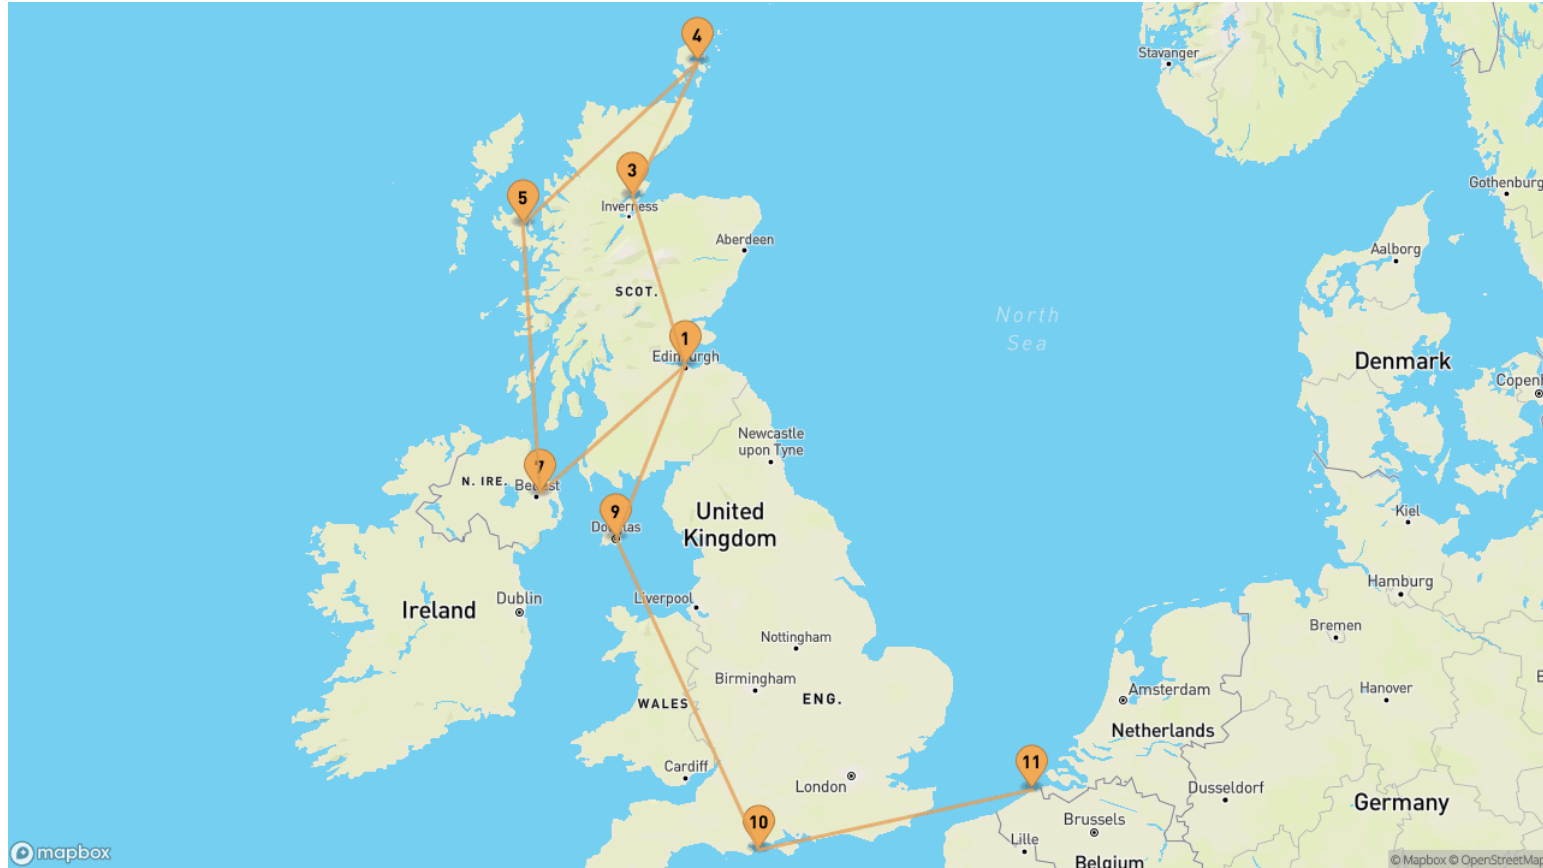 4
Stavanger
3
Gothenburg
5
Inverness
Aberdeen
Aalborg
SCOT.
North
Sea
1
Edinburgh
Denmark
Newcastle
upon Tyne
7
N. IRE.
9
United
Kingdom
Kiel
Hamburg
Dublin
Liverpool
Ireland
Bremen
Nottingham
Birmingham
WALES
ENG.
Amsterdam
Hanover
Netherlands
Cardiff
London
11
Dusseldorf
Germany
10
Brussels
Lille
Belgium
mapbox
© Mapbox © OpenStreetMap